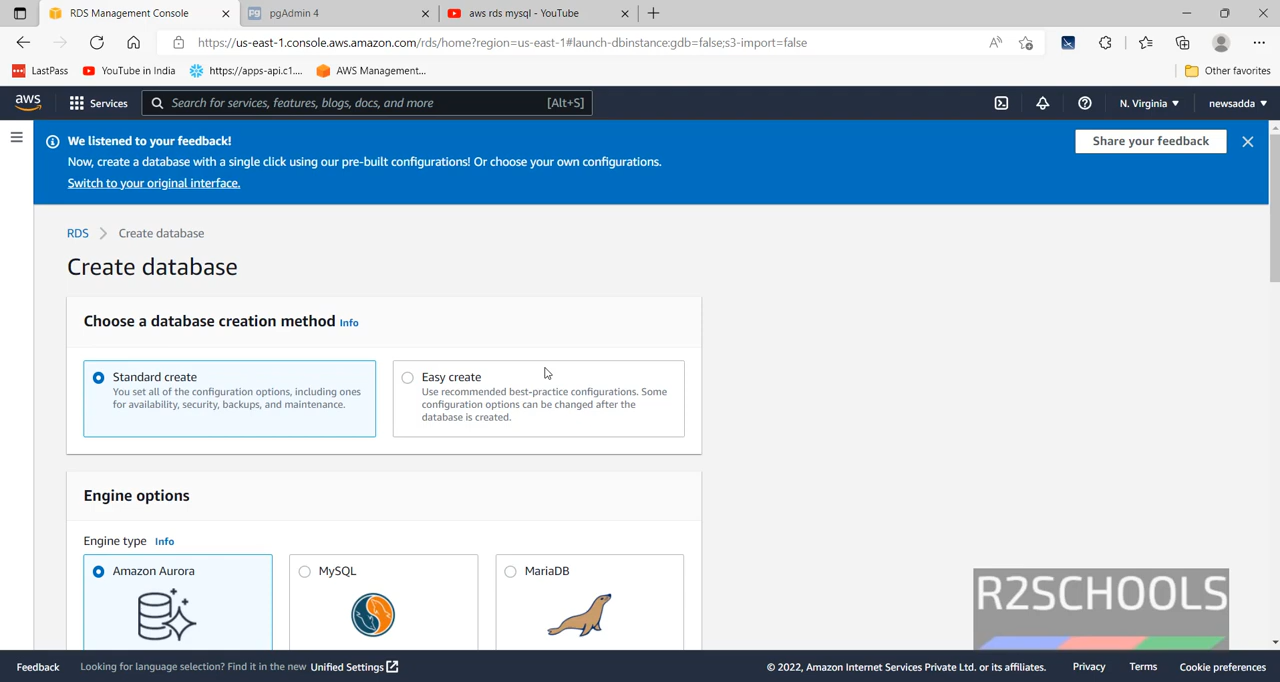 RDS Management Console
pgAdmin 4
aws rds mysql - YouTube
https://us-east-1.console.aws.amazon.com/rds/home?region=us-east-1#launch-dbinstance:gdb=false;s3-import=false
LastPass
YouTube in India
https://apps-api.c1....
AWS Management...
Other favorites
aws
Services
Search for services, features, blogs, docs, and more
[Alt+S]
N. Virginia
newsadda
We listened to your feedback!
Now, create a database with a single click using our pre-built configurations! Or choose your own configurations.
Switch to your original interface.
Share your feedback
RDS
Create database
Create database
Choose a database creation method Info
Standard create
You set all of the configuration options, including ones
for availability, security, backups, and maintenance.
Easy create
Use recommended best-practice configurations. Some
configuration options can be changed after the
database is created.
Engine options
Engine type Info
Amazon Aurora
MySQL
MariaDB
R2SCHOOLS
Feedback
Looking for language selection? Find it in the new Unified Settings
© 2022, Amazon Internet Services Private Ltd. or its affiliates.
Privacy
Terms
Cookie preferences